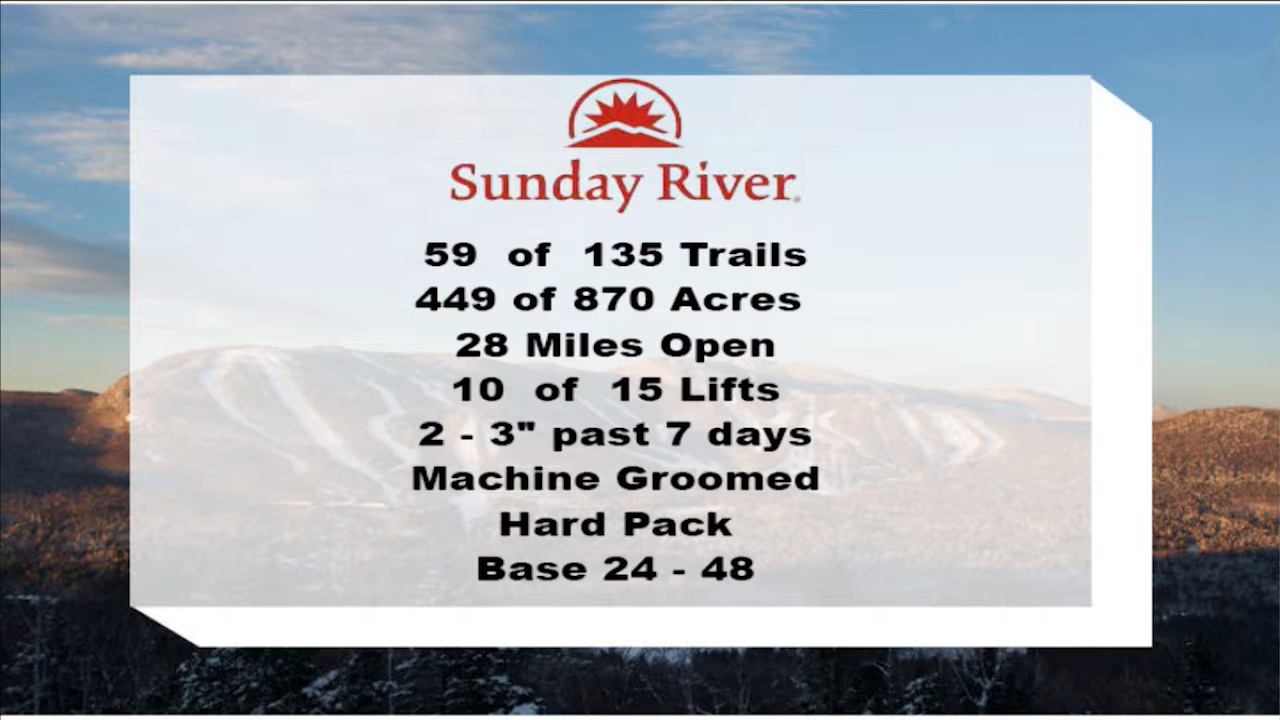 Sunday River
59 of 135 Trails
449 of 870 Acres
28 Miles Open
10 of 15 Lifts
2 - 3" past 7 days
Machine Groomed
Hard Pack
Base 24 - 48